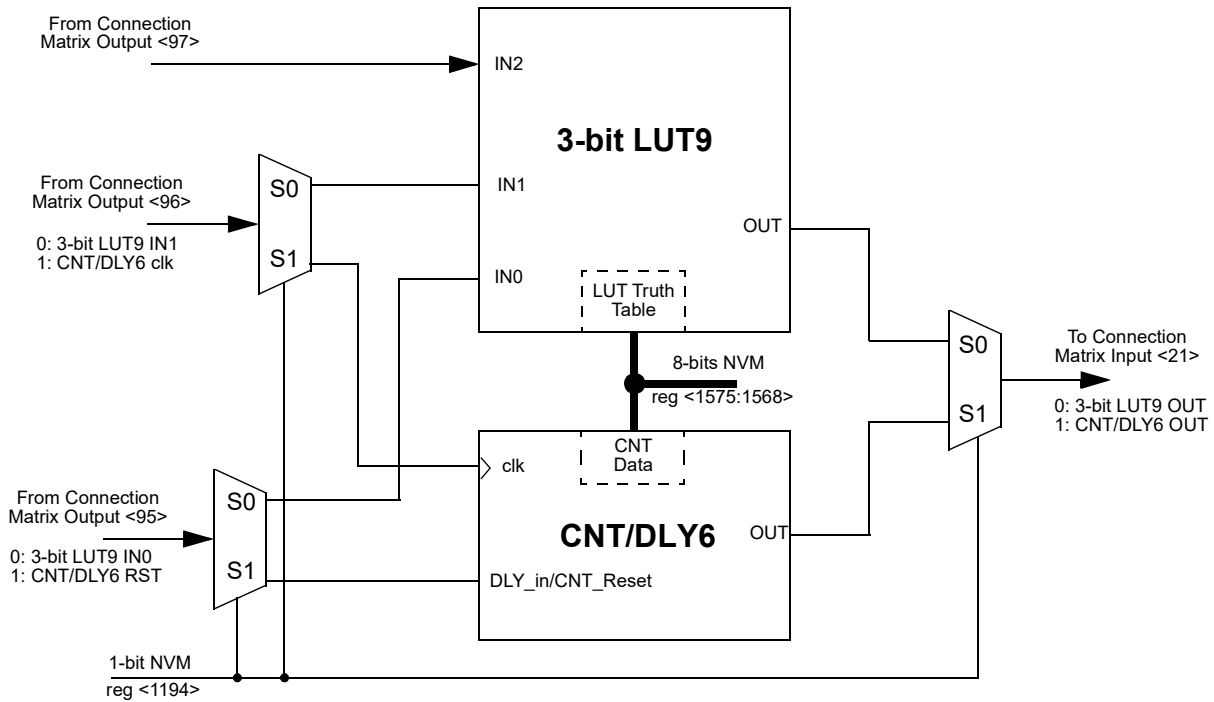 From Connection
Matrix Output <97>
IN2
3-bit LUT9
From Connection
Matrix Output <96>
0: 3-bit LUT9 IN1
1: CNT/DLY6 clk
S0
S1
IN1
IN0
OUT
LUT Truth
Table
8-bits NVM
reg <1575:1568>
S0
S1
To Connection
Matrix Input <21>
0: 3-bit LUT9 OUT
1: CNT/DLY6 OUT
CNT
Data
clk
CNT/DLY6
OUT
DLY_in/CNT_Reset
From Connection
Matrix Output <95>
0: 3-bit LUT9 IN0
1: CNT/DLY6 RST
S0
S1
1-bit NVM
reg <1194>